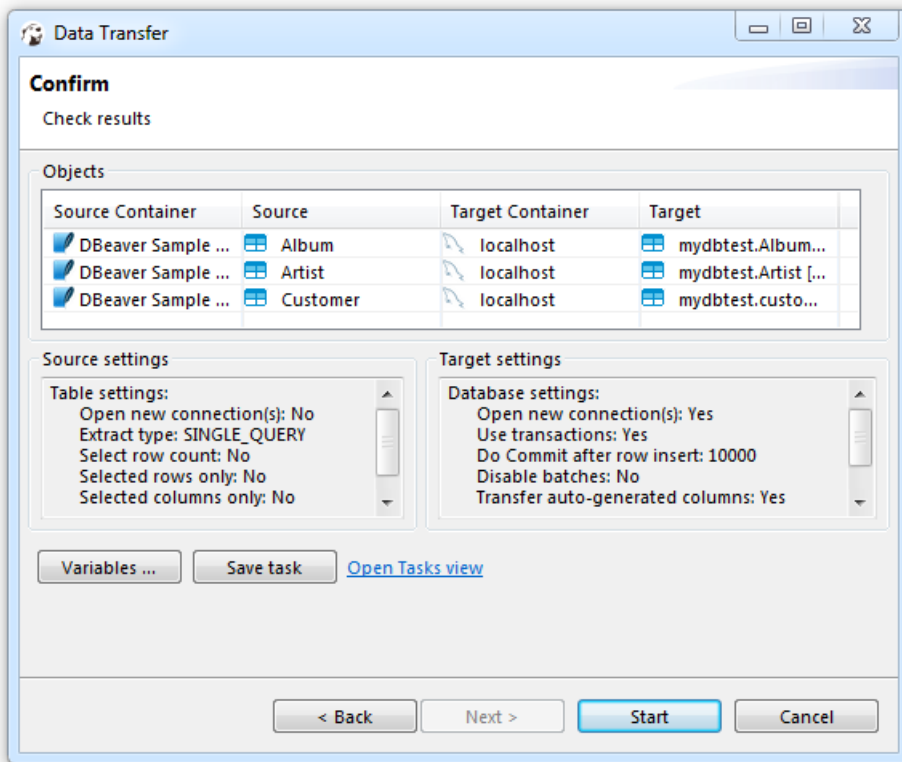 Data Transfer
Confirm
Check results
Objects
Source Container Source Target Container Target
DBeaver Sample ... Album localhost mydbtest.Album...
DBeaver Sample ... Artist localhost mydbtest.Artist [...
DBeaver Sample ... Customer localhost mydbtest.custo...
Source settings
Table settings:
Open new connection(s): No
Extract type: SINGLE_QUERY
Select row count: No
Selected rows only: No
Selected columns only: No
Target settings
Database settings:
Open new connection(s): Yes
Use transactions: Yes
Do Commit after row insert: 10000
Disable batches: No
Transfer auto-generated columns: Yes
Variables ... Save task Open Tasks view
< Back Next > Start Cancel